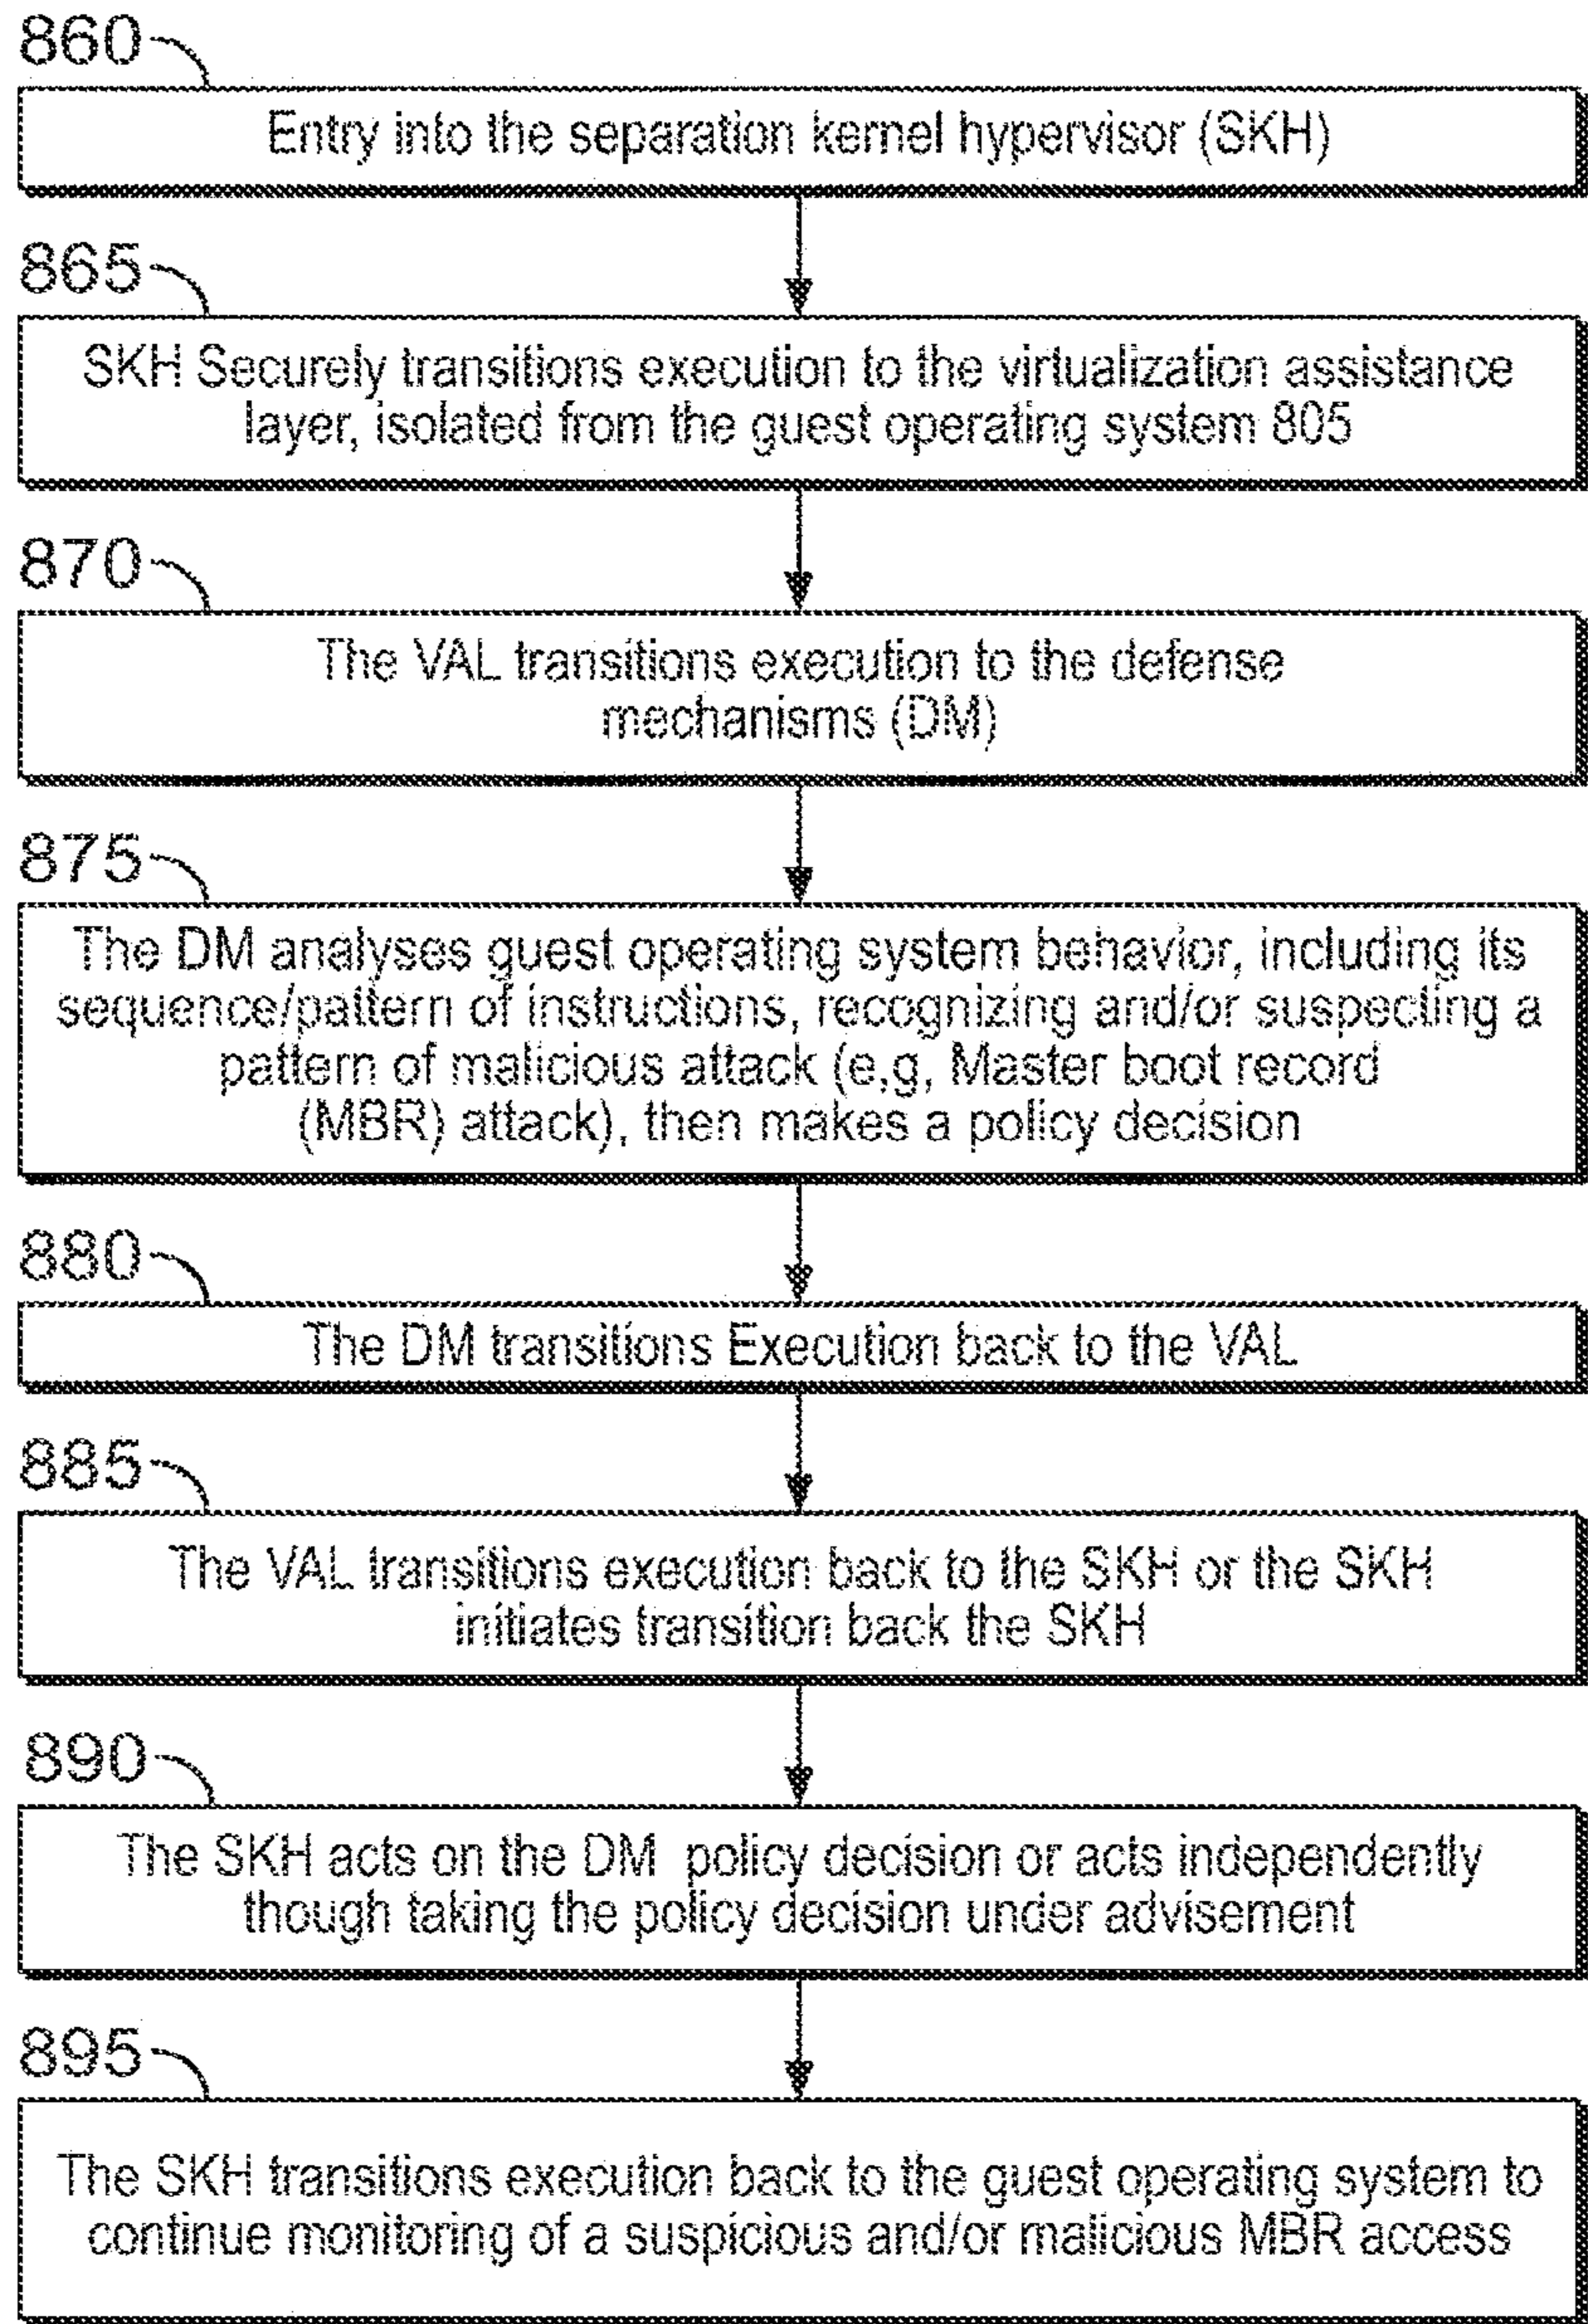 860
Entry into the separation kernel hypervisor (SKH)
865
SKH Securely transitions execution to the virtualization assistance
layer, isolated from the guest operating system 805
870
The VAL transitions execution to the defense
mechanisms (DM)
875
The DM analyses guest operating system behavior, including its
sequence/pattern of instructions, recognizing and/or suspecting a
pattern of malicious attack (e,g, Master boot record
(MBR) attack), then makes a policy decision
880
The DM transitions Execution back to the VAL
885
The VAL transitions execution back to the SKH or the SKH
initiates transition back the SKH
890
The SKH acts on the DM policy decision or acts independently
though taking the policy decision under advisement
895
The SKH transitions execution back to the guest operating system to
continue monitoring of a suspicious and/or malicious MBR access